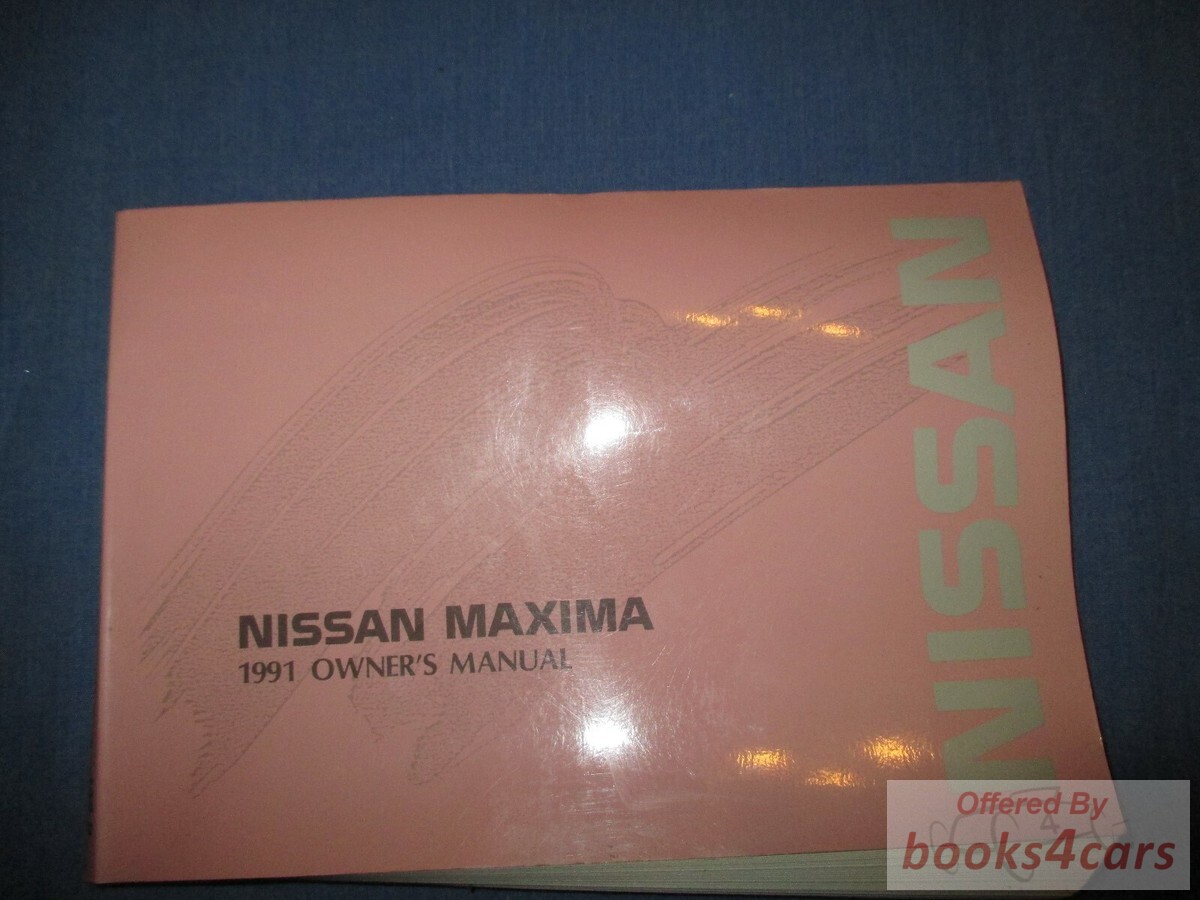 NISSAN
NISSAN MAXIMA
1991 OWNER'S MANUAL
Offered By
books4cars